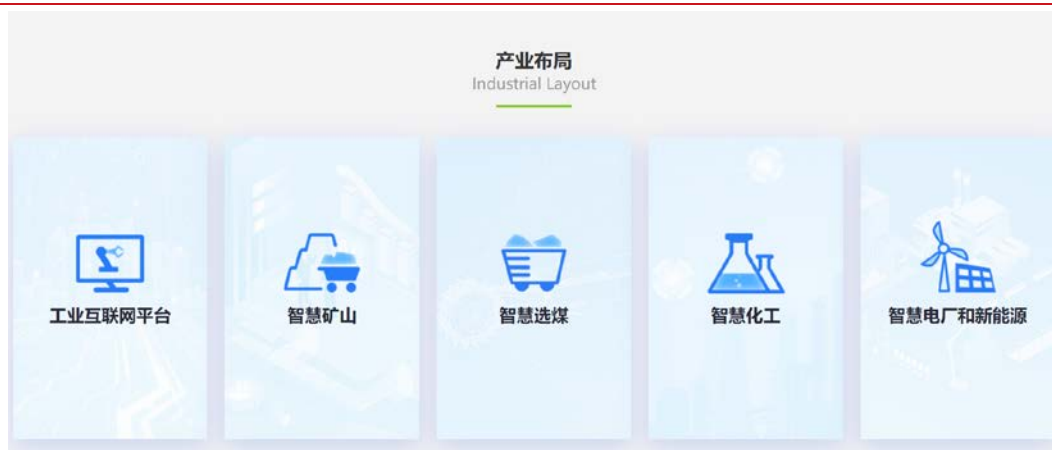 产业布局
Industrial Layout
工业互联网平台
智慧矿山
智慧选煤
智慧化工
智慧电厂和新能源